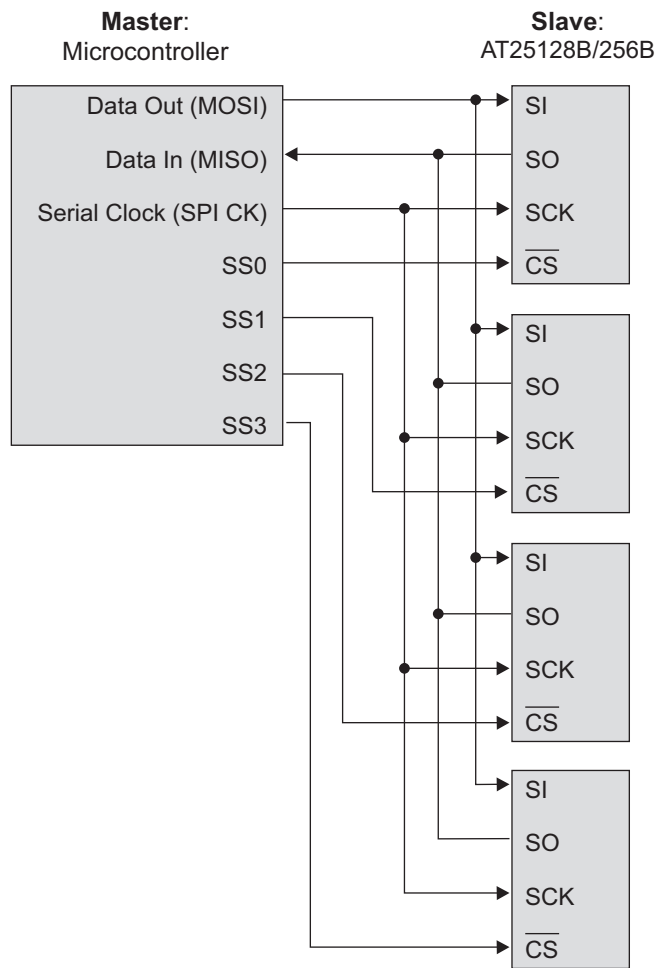 Master:
Microcontroller
Slave:
AT25128B/256B
Data Out (MOSI)
Data In (MISO)
Serial Clock (SPI CK)
SS0
SS1
SS2
SS3
SI
SO
SCK
CS
SI
SO
SCK
CS
SI
SO
SCK
CS
SI
SO
SCK
CS